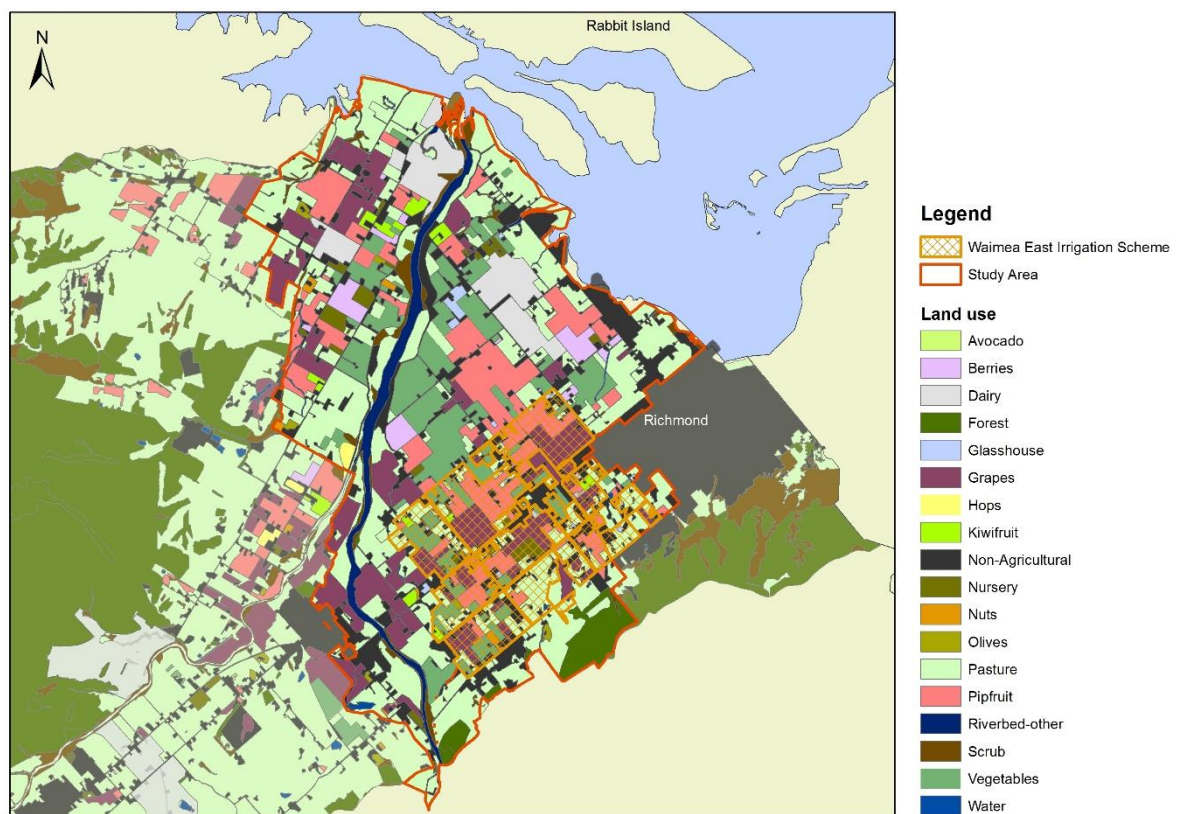 Rabbit Island
N
Richmond
Legend
Waimea East Irrigation Scheme
Study Area
Land use
Avocado
Berries
Dairy
Forest
Glasshouse
Grapes
Hops
Kiwifruit
Non-Agricultural
Nursery
Nuts
Olives
Pasture
Pipfruit
Riverbed-other
Scrub
Vegetables
Water